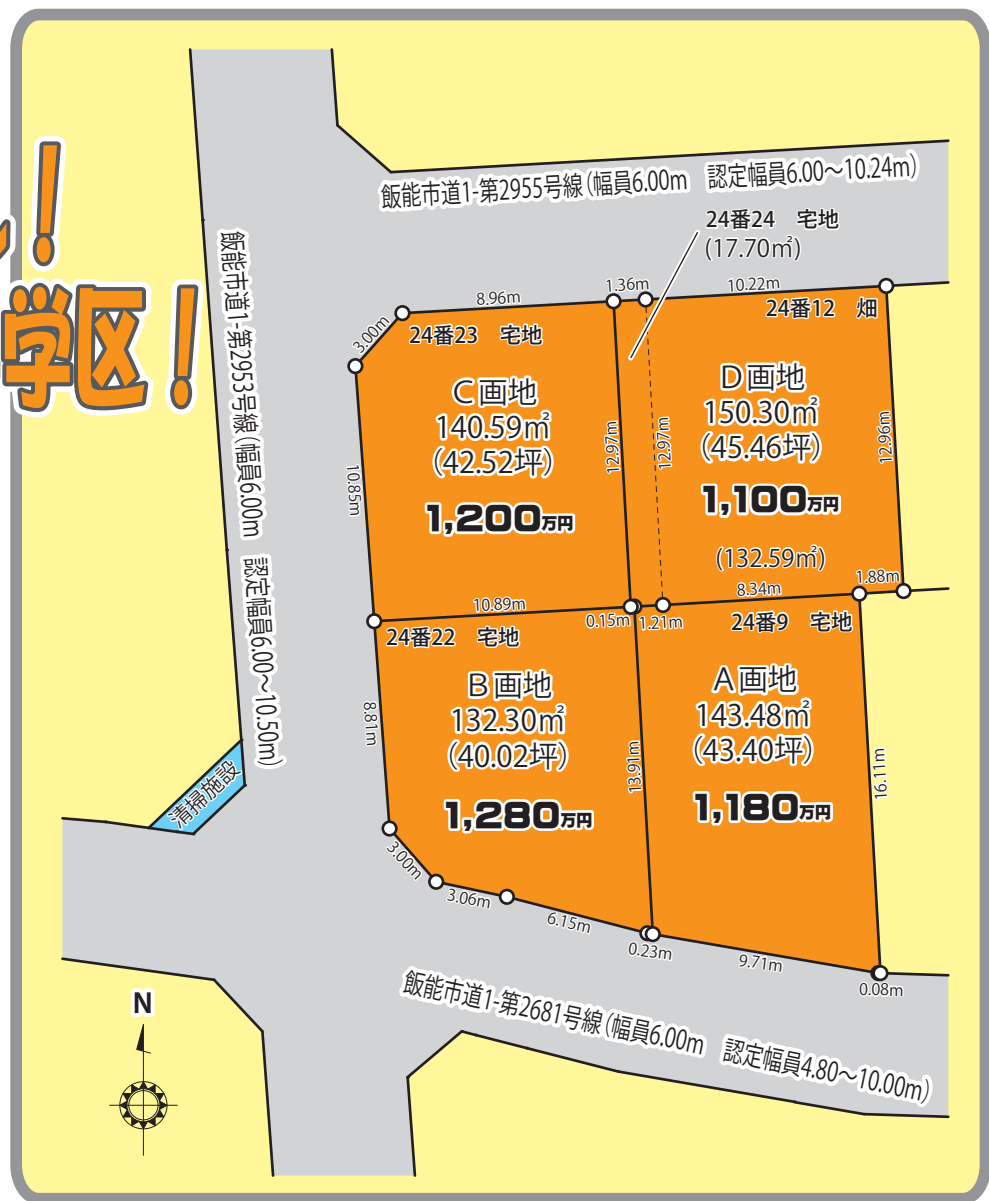 ！
学区！
飯能市道1-第2955号線（幅員6.00m　認定幅員6.00～10.24m）
飯能市道1-第2953号線（幅員6.00m　認定幅員6.00～10.50m）
24番24　宅地
(17.70㎡)
8.96m
1.36m
10.22m
3.00m
24番23　宅地
24番12　畑
C画地
140.59㎡
(42.52坪)
1,200万円
D画地
150.30㎡
(45.46坪)
1,100万円
(132.59㎡)
10.85m
12.97m
12.97m
12.96m
10.89m
0.15m
1.21m
8.34m
1.88m
24番22　宅地
24番9　宅地
B画地
132.30㎡
(40.02坪)
1,280万円
A画地
143.48㎡
(43.40坪)
1,180万円
8.81m
13.91m
16.11m
清掃施設
3.00m
3.06m
6.15m
0.23m
9.71m
0.08m
飯能市道1-第2681号線（幅員6.00m　認定幅員4.80～10.00m）
N